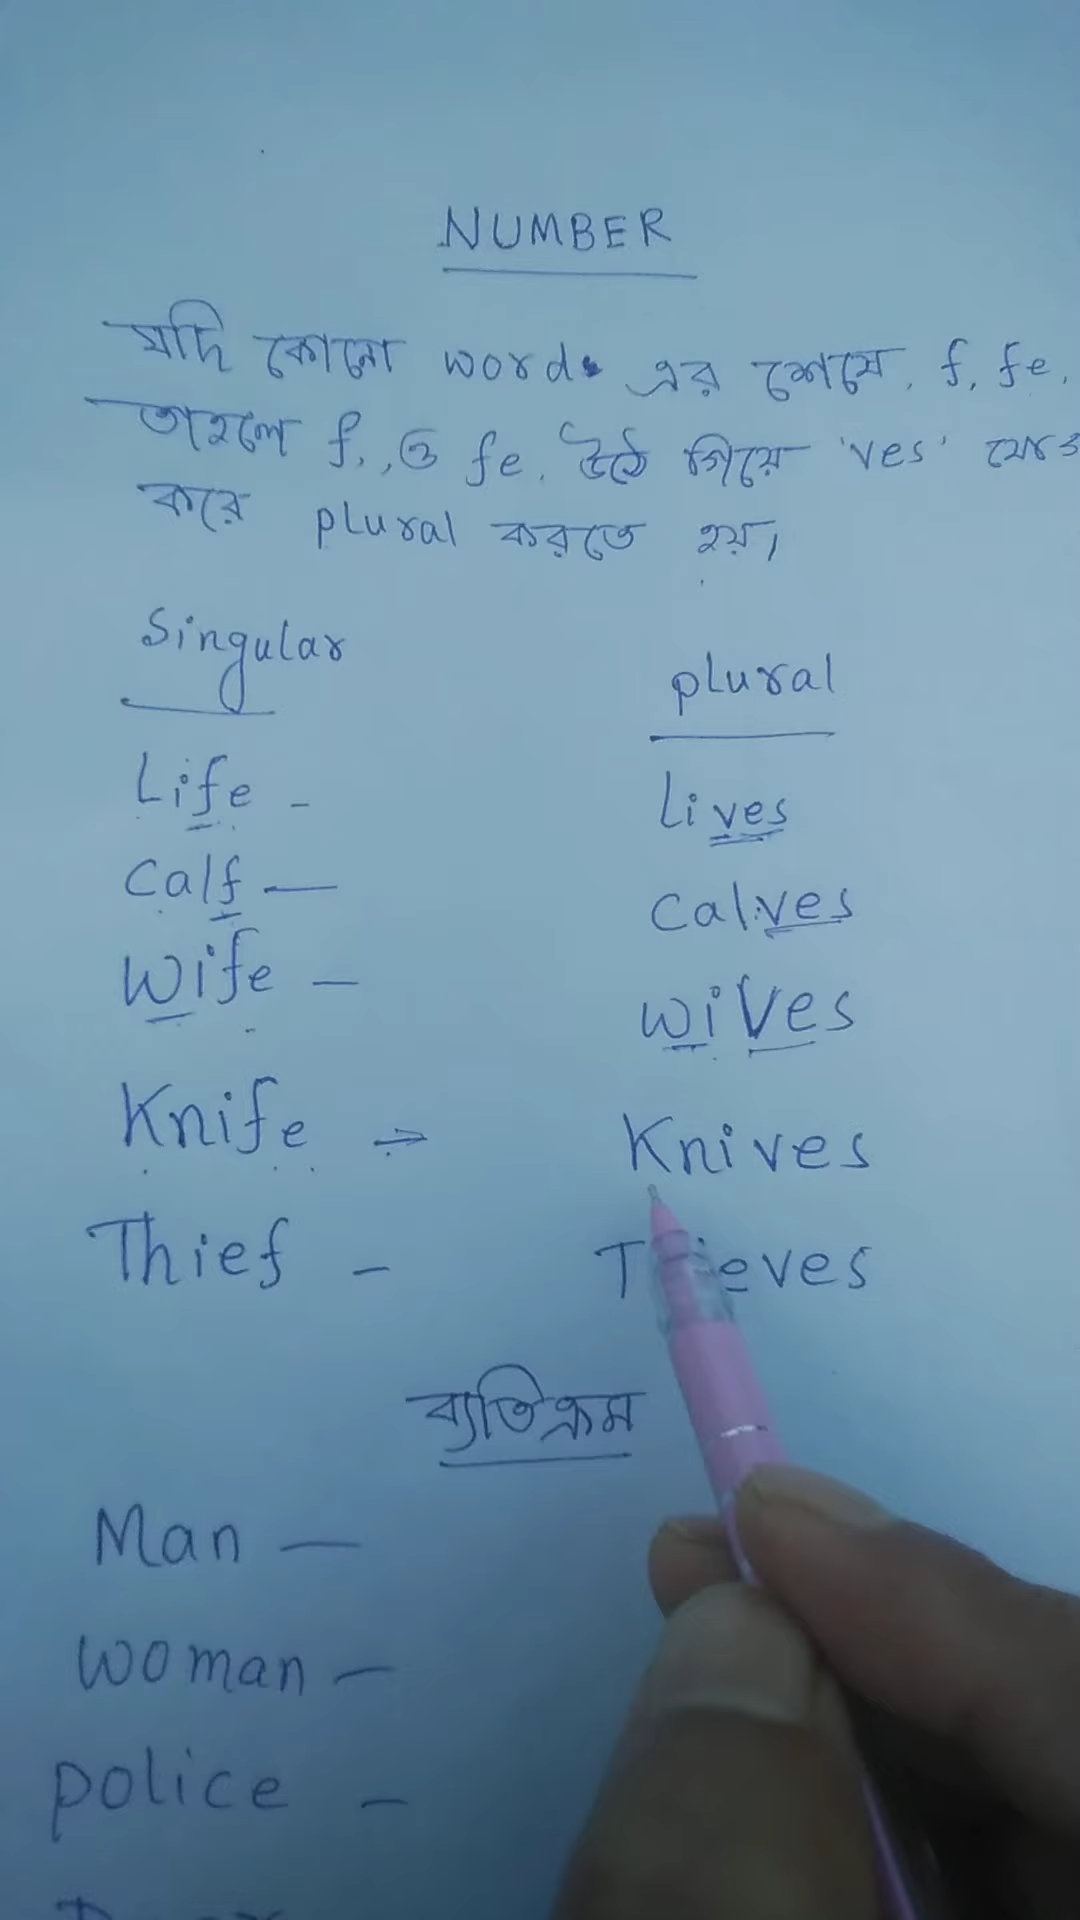 NUMBER
যদি কোনো word এর শেষে, f, fe,
তাহলে f, ও fe, উঠে গিয়ে 'ves'
করে plural করতে হয়,
Singular plural
Life - Lives
Calf — Calves
Wife — wives
Knife → Knives
Thief -
ব্যতিক্রম
Man —
woman —
police —